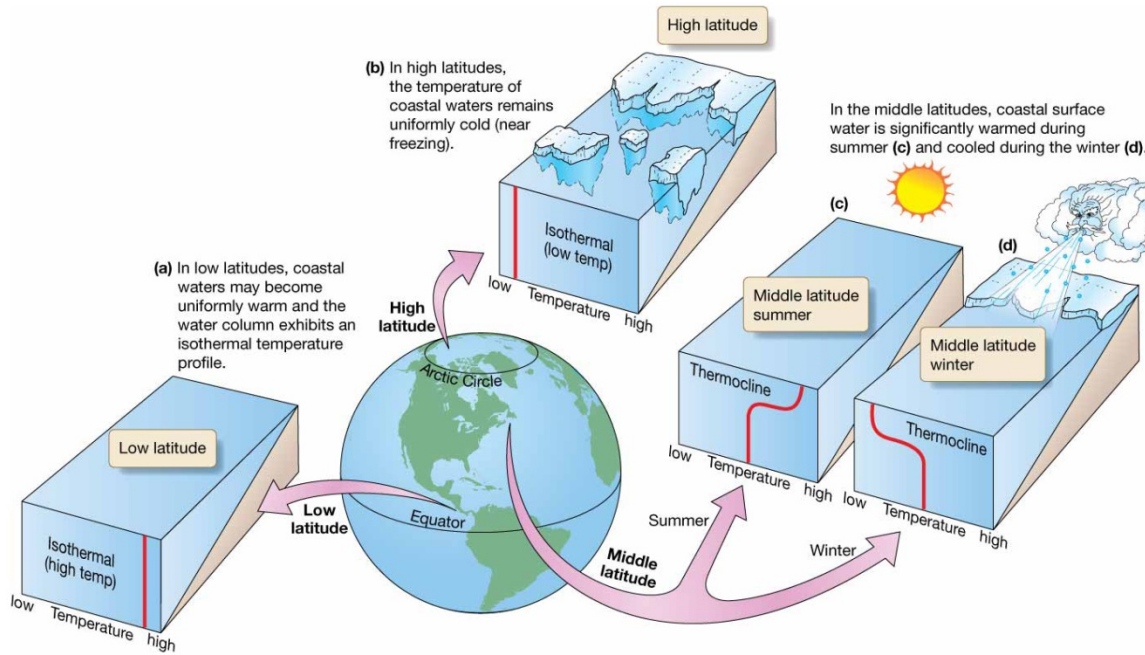 High latitude
(b) In high latitudes,
the temperature of
coastal waters remains
uniformly cold (near
freezing).
Isothermal
(low temp)
low Temperature high
In the middle latitudes, coastal surface
water is significantly warmed during
summer (c) and cooled during the winter (d).
(c)
Middle latitude
summer
Thermocline
low Temperature high
(d)
Middle latitude
winter
Thermocline
low Temperature high
(a) In low latitudes, coastal
waters may become
uniformly warm and the
water column exhibits an
isothermal temperature
profile.
Low latitude
Isothermal
(high temp)
low Temperature high
High
latitude
Arctic Circle
Low
latitude
Equator
Middle
latitude
Summer
Winter